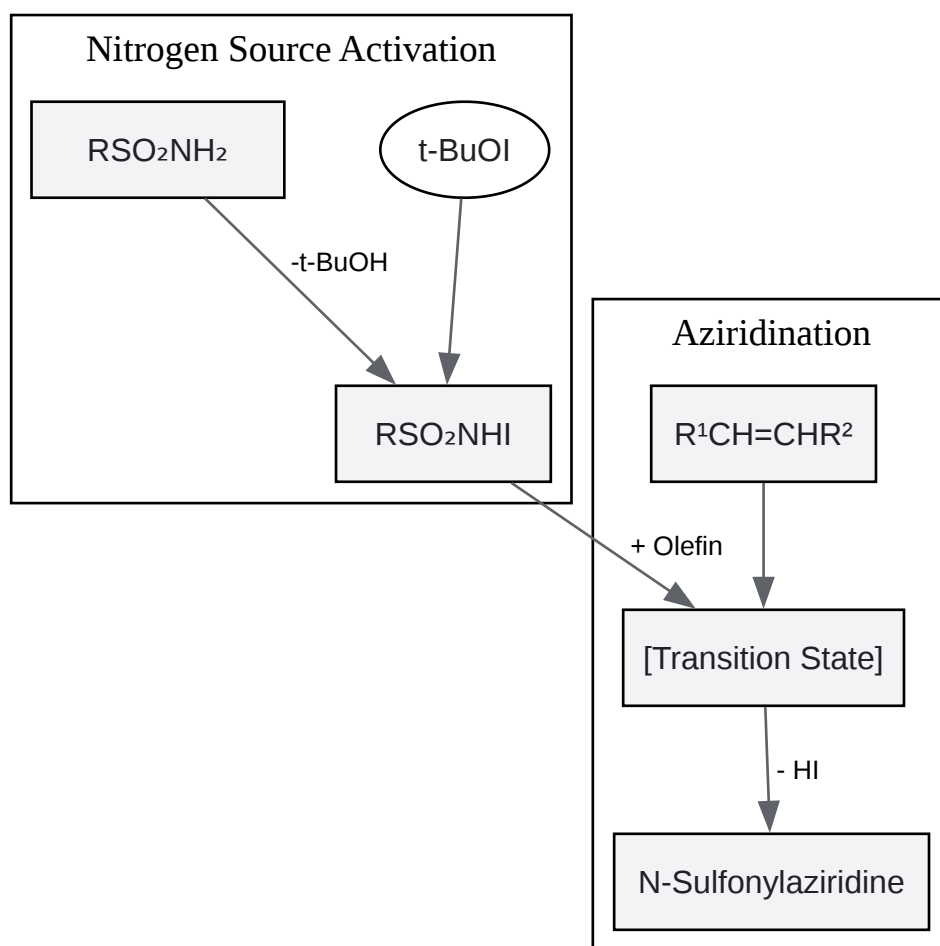 Nitrogen Source Activation
RSO₂NH₂
t-BuOI
-t-BuOH
RSO₂NHI
Aziridination
R¹CH=CHR²
+ Olefin
[Transition State]
- HI
N-Sulfonylaziridine